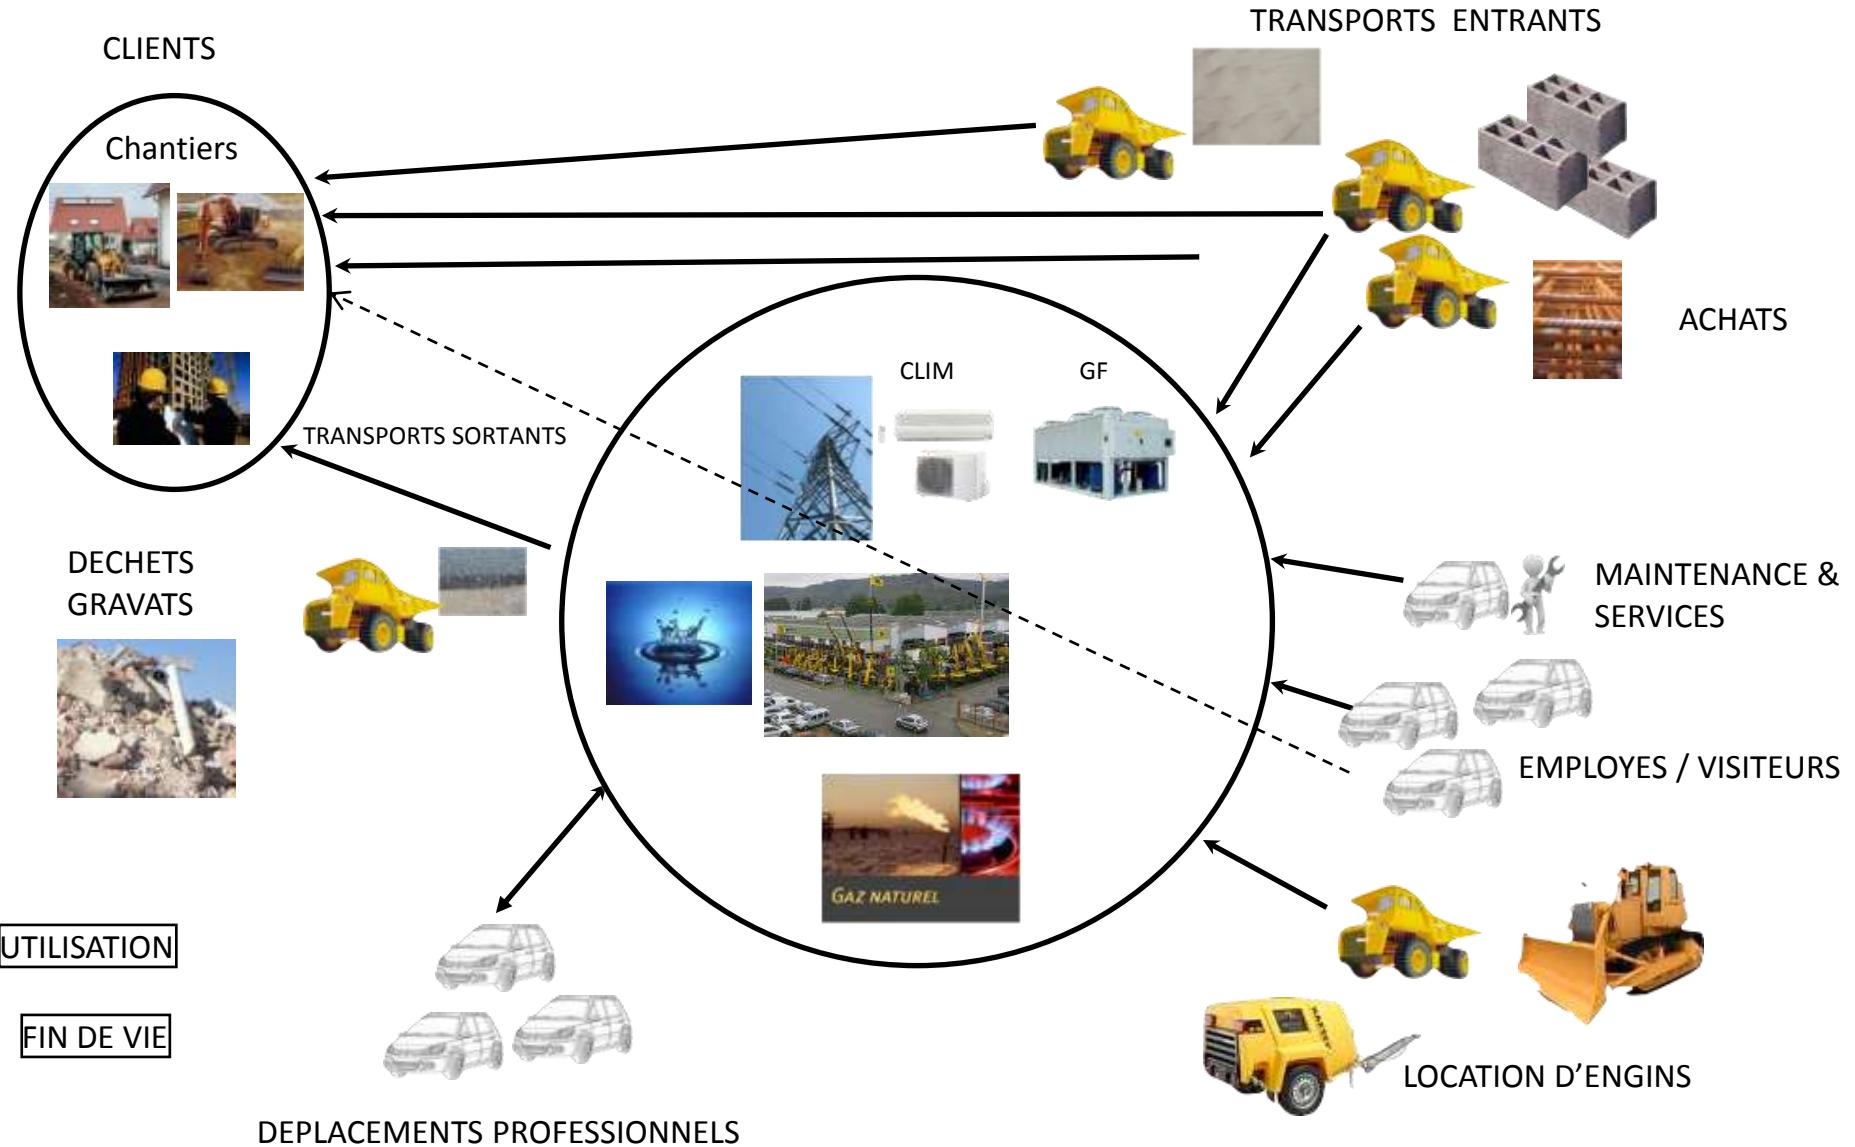 TRANSPORTS ENTRANTS
CLIENTS
Chantiers
ACHATS
CLIM
GF
TRANSPORTS SORTANTS
DECHETS
GRAVATS
MAINTENANCE &
SERVICES
EMPLOYES / VISITEURS
GAZ NATUREL
UTILISATION
FIN DE VIE
LOCATION D’ENGINS
DEPLACEMENTS PROFESSIONNELS